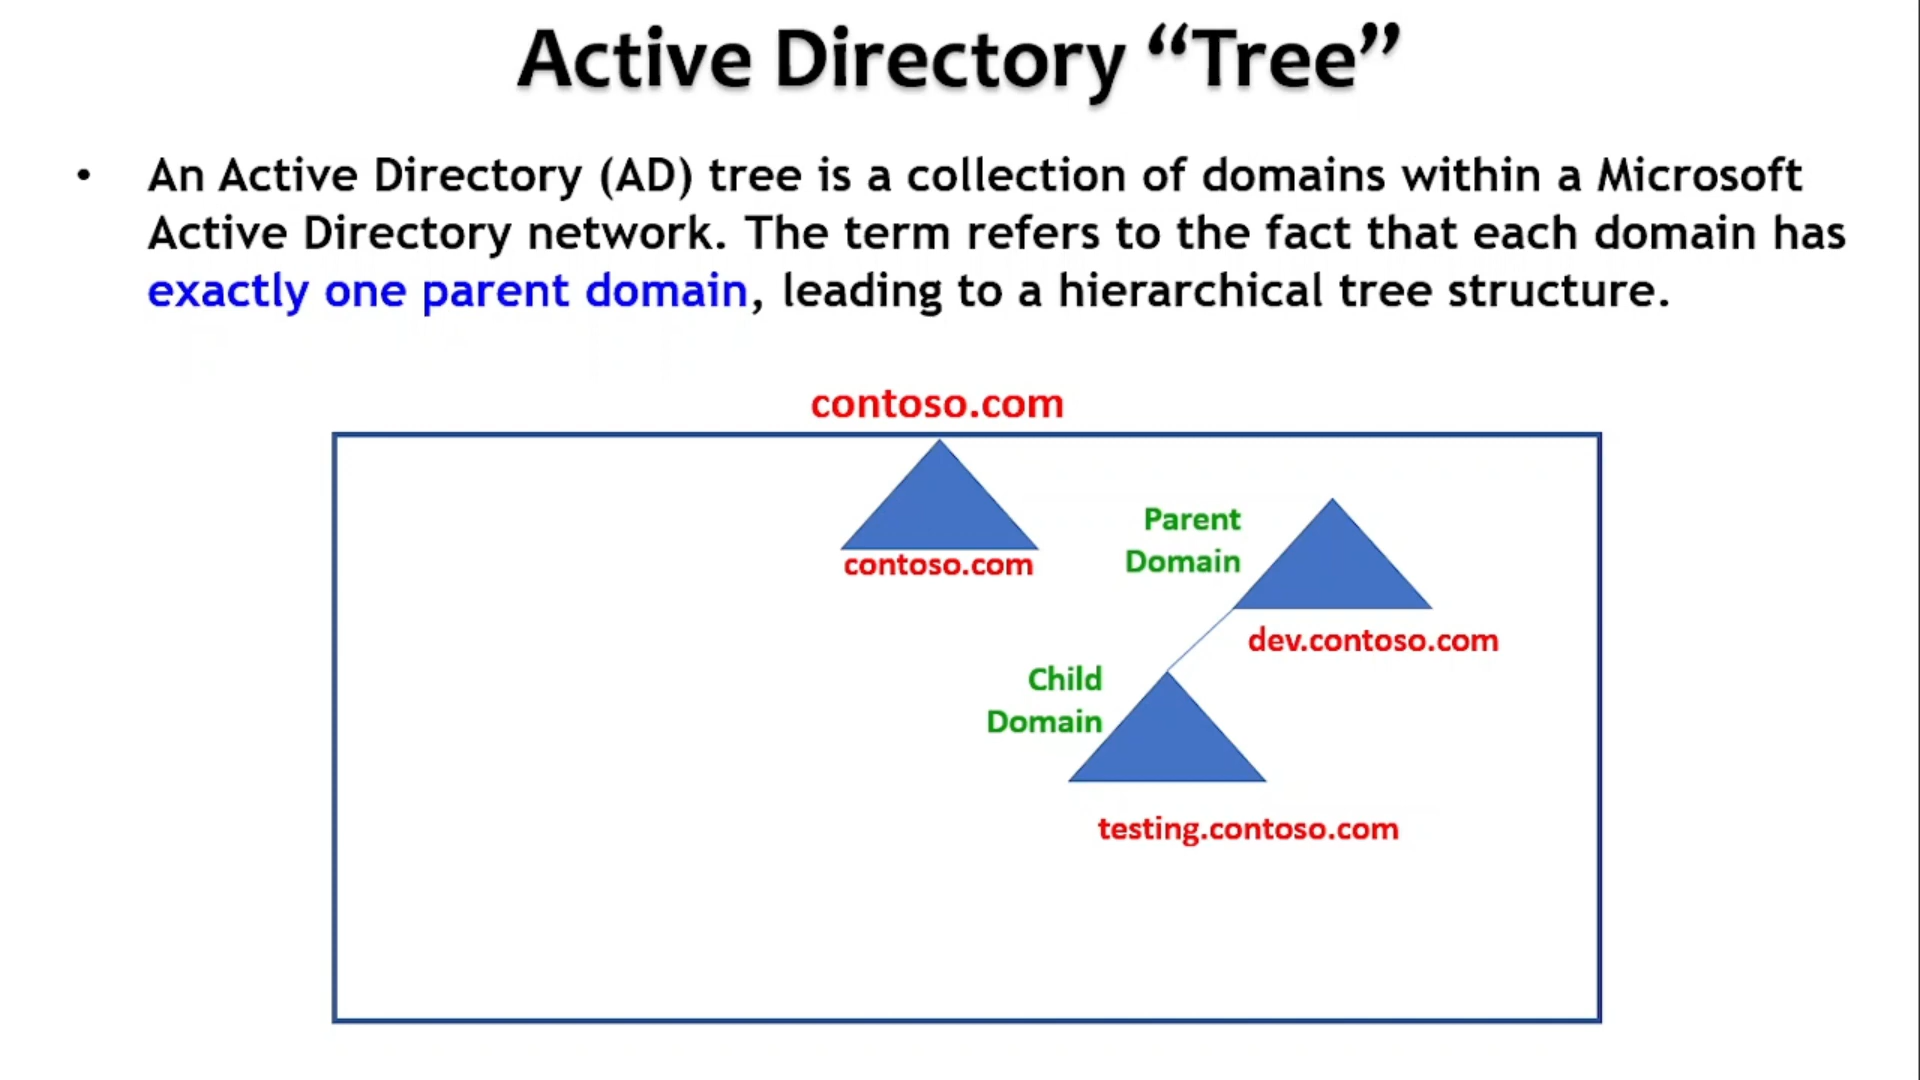 Active Directory “Tree”
• An Active Directory (AD) tree is a collection of domains within a Microsoft
Active Directory network. The term refers to the fact that each domain has
exactly one parent domain, leading to a hierarchical tree structure.
contoso.com
contoso.com
Parent
Domain
dev.contoso.com
Child
Domain
testing.contoso.com